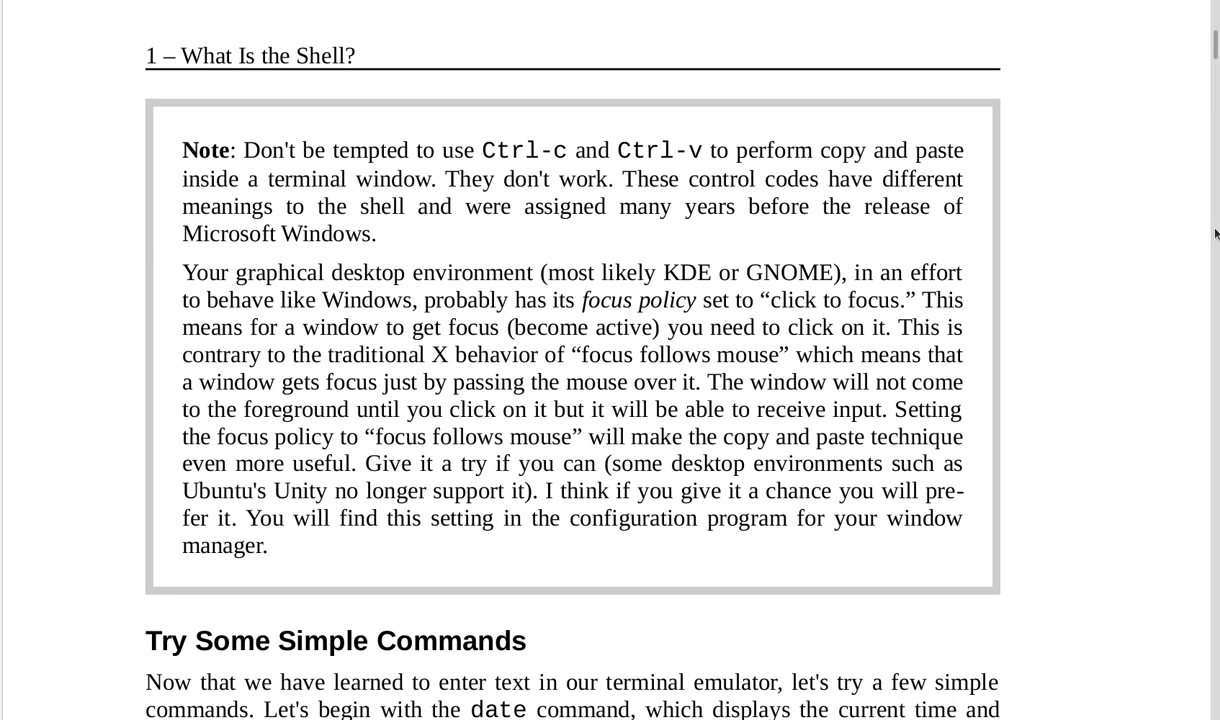 1 – What Is the Shell?
Note: Don't be tempted to use Ctrl-c and Ctrl-v to perform copy and paste
inside a terminal window. They don't work. These control codes have different
meanings to the shell and were assigned many years before the release of
Microsoft Windows.
Your graphical desktop environment (most likely KDE or GNOME), in an effort
to behave like Windows, probably has its focus policy set to “click to focus.” This
means for a window to get focus (become active) you need to click on it. This is
contrary to the traditional X behavior of “focus follows mouse” which means that
a window gets focus just by passing the mouse over it. The window will not come
to the foreground until you click on it but it will be able to receive input. Setting
the focus policy to “focus follows mouse” will make the copy and paste technique
even more useful. Give it a try if you can (some desktop environments such as
Ubuntu's Unity no longer support it). I think if you give it a chance you will pre-
fer it. You will find this setting in the configuration program for your window
manager.
Try Some Simple Commands
Now that we have learned to enter text in our terminal emulator, let's try a few simple
commands. Let's begin with the date command, which displays the current time and